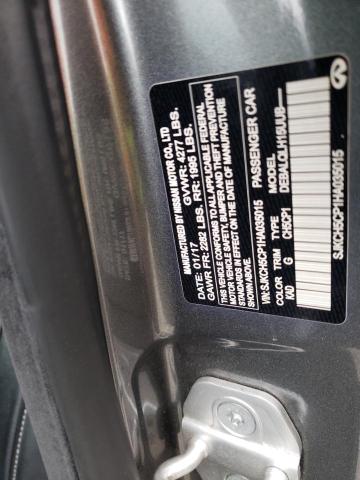 MANUFACTURED BY NISSAN MOTOR CO., LTD
GVWR: 4277 LBS.
01/17
GAWR FR: 2282 LBS. RR: 1995 LBS.
THIS VEHICLE CONFORMS TO ALL APPLICABLE FEDERAL
MOTOR VEHICLE SAFETY, BUMPER AND THEFT PREVENTION
STANDARDS IN EFFECT ON THE DATE OF MANUFACTURE
SHOWN ABOVE.
VIN:SJKCH5CP1HA035015 PASSENGER CAR
COLOR TRIM TYPE MODEL
KAD G CH5CP1 DEBALQLH15UUB----
SJKCH5CP1HA035015